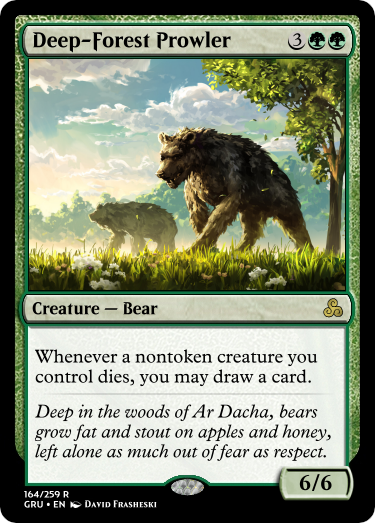 Deep-Forest Prowler 3
Creature — Bear
Whenever a nontoken creature you
control dies, you may draw a card.
Deep in the woods of Ar Dacha, bears
grow fat and stout on apples and honey,
left alone as much out of fear as respect.
6/6
164/259 R
GRU • EN David Frasheski